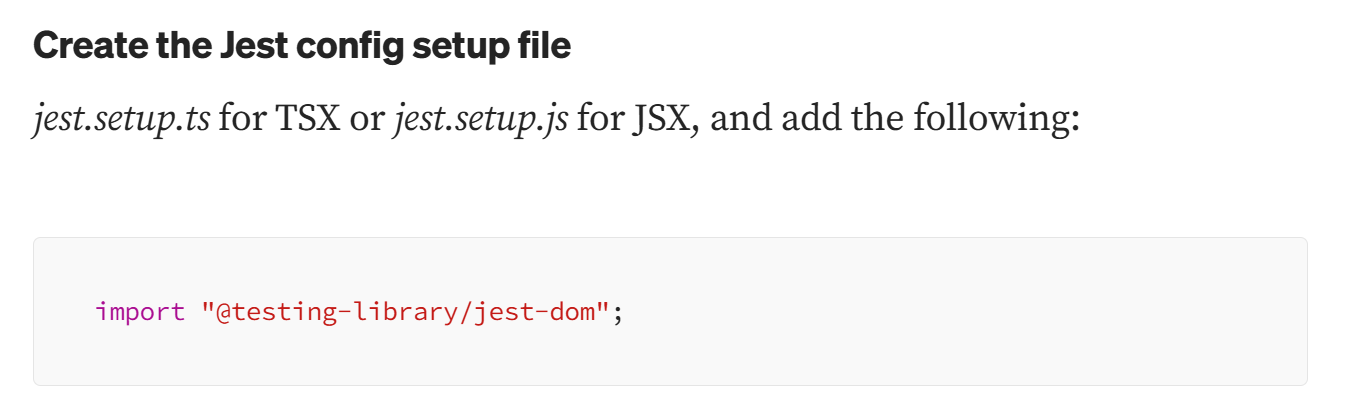 Create the Jest config setup file
jest.setup.ts for TSX or jest.setup.js for JSX, and add the following:
import "@testing-library/jest-dom";